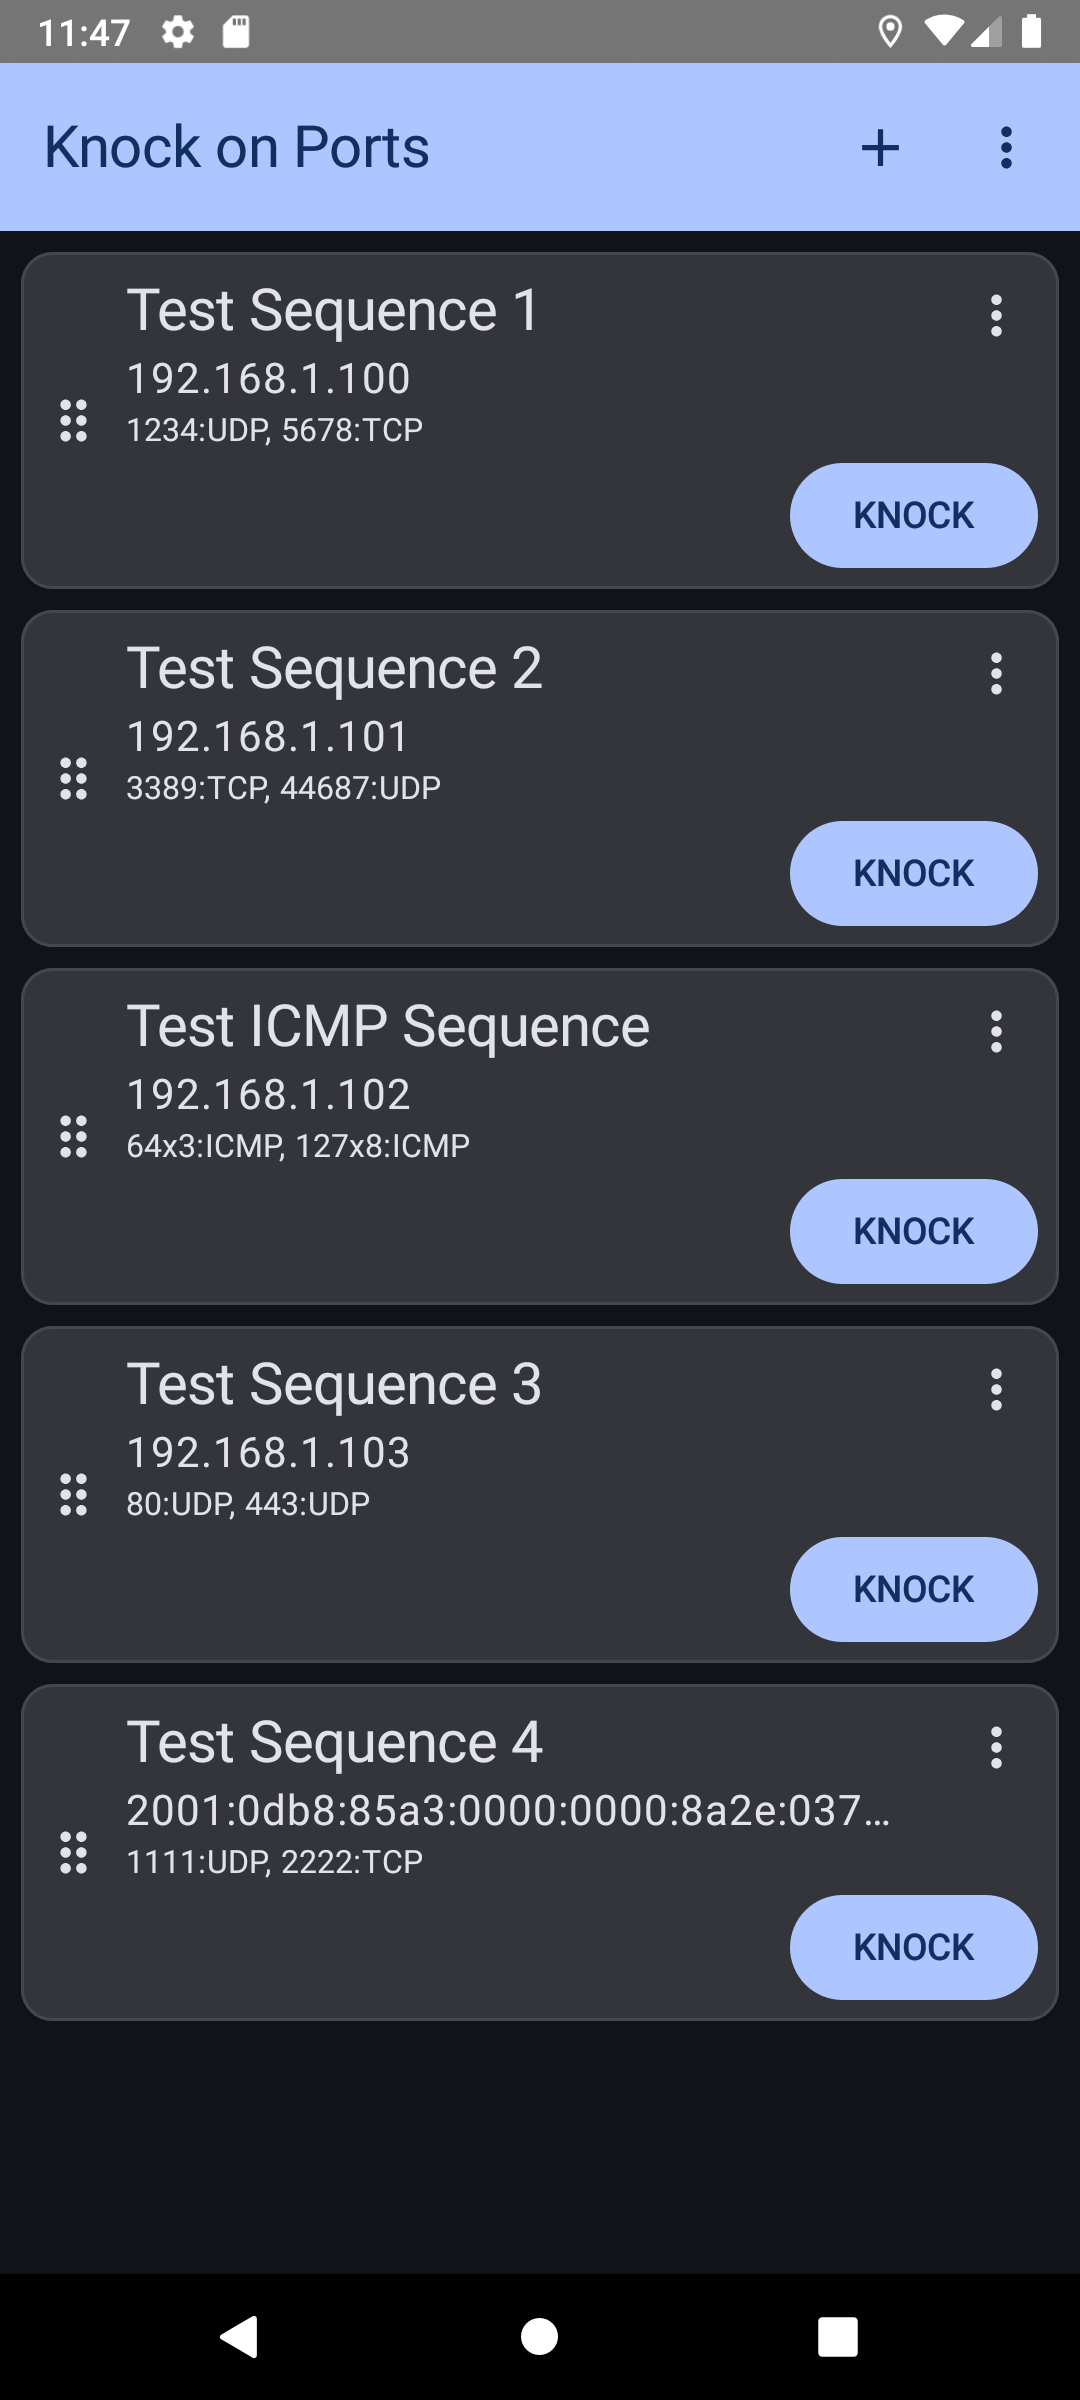 11:47
Knock on Ports
Test Sequence 1
192.168.1.100
1234:UDP, 5678:TCP
KNOCK
Test Sequence 2
192.168.1.101
3389:TCP, 44687:UDP
KNOCK
Test ICMP Sequence
192.168.1.102
64x3:ICMP, 127x8:ICMP
KNOCK
Test Sequence 3
192.168.1.103
80:UDP, 443:UDP
KNOCK
Test Sequence 4
2001:0db8:85a3:0000:0000:8a2e:037…
1111:UDP, 2222:TCP
KNOCK